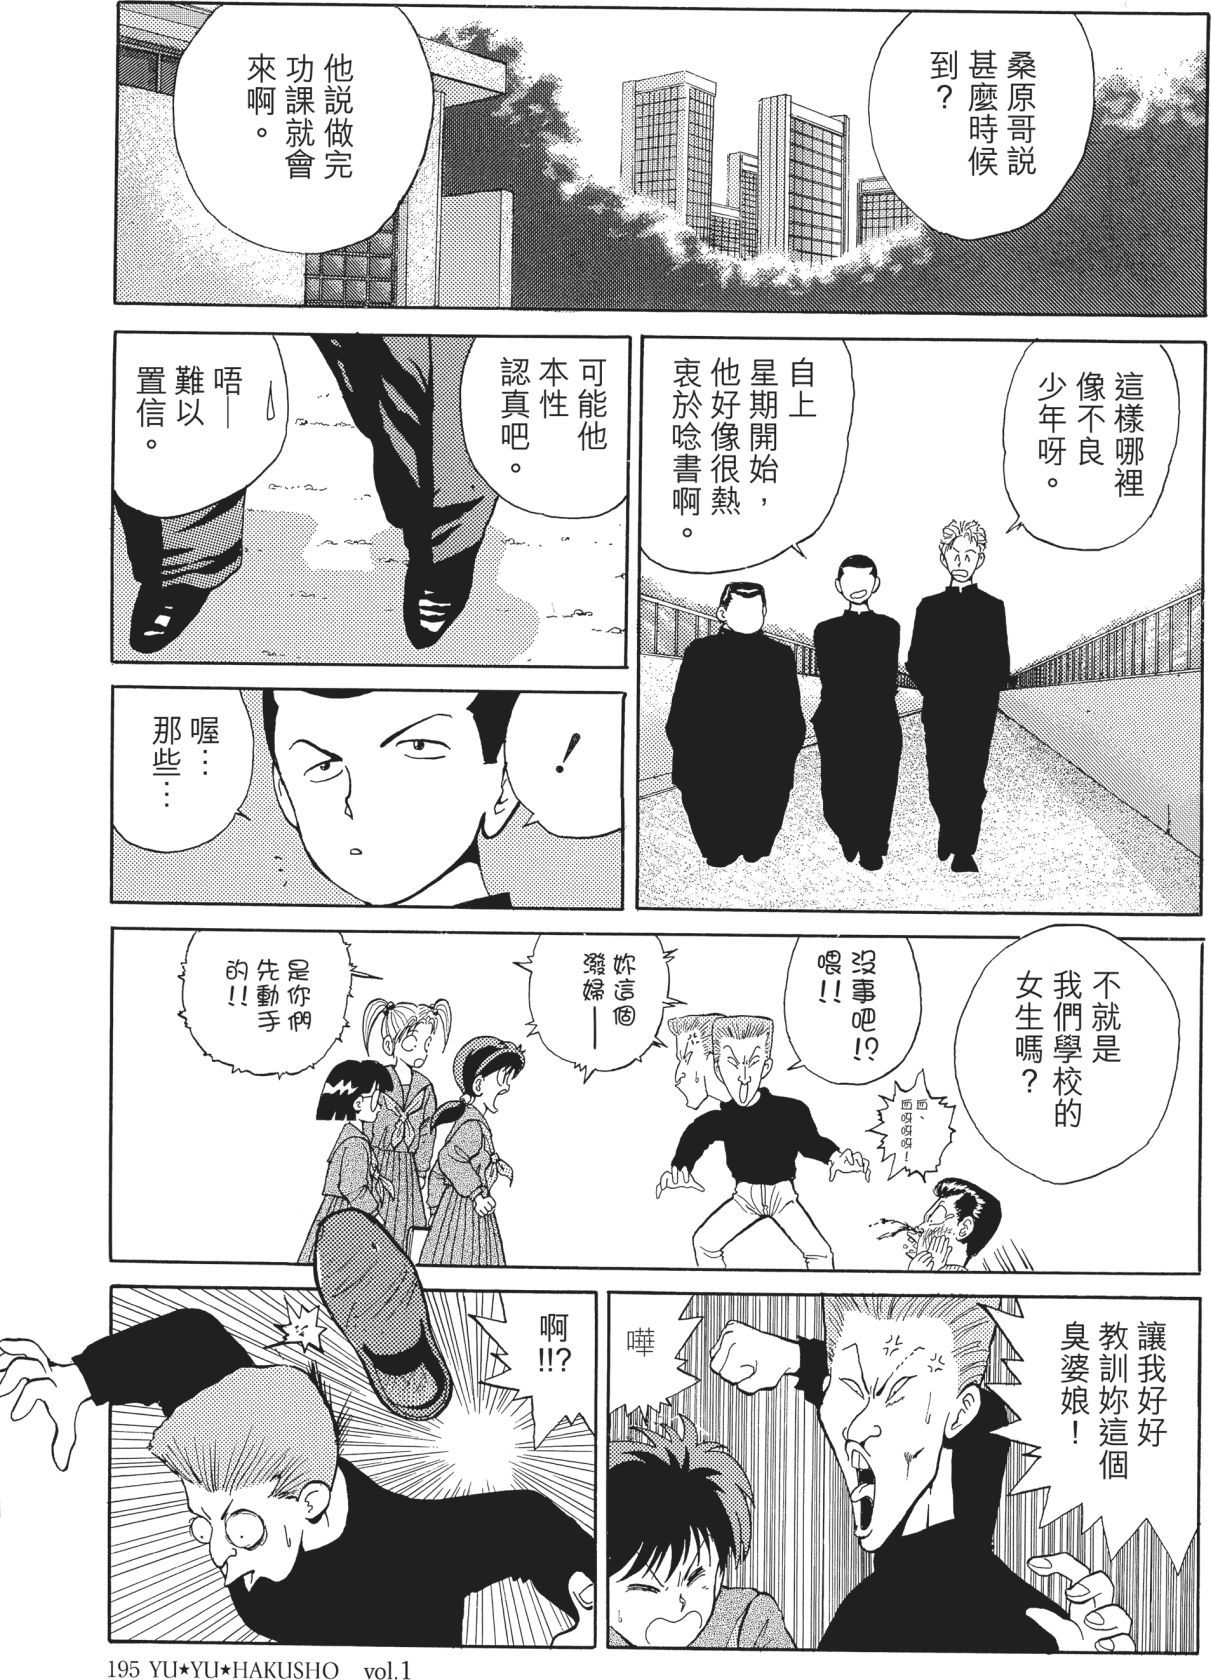 桑原哥說
甚麼時候
到?
他說做完
功課就會
來啊。
這樣哪裡
像不良
少年呀。
自上
星期開始，
他好像很熱
衷於唸書啊。
可能他
本性
認真吧。
唔—
難以
置信。
!
喔…
那些…
不就是
我們學校的
女生嗎?
沒事吧!?
喂!!
妳這個
潑婦—
是你們
先動手
的!!
讓我好好
教訓妳這個
臭婆娘!
嘩
啊
!!?
195 YU★YU★HAKUSHO vol.1